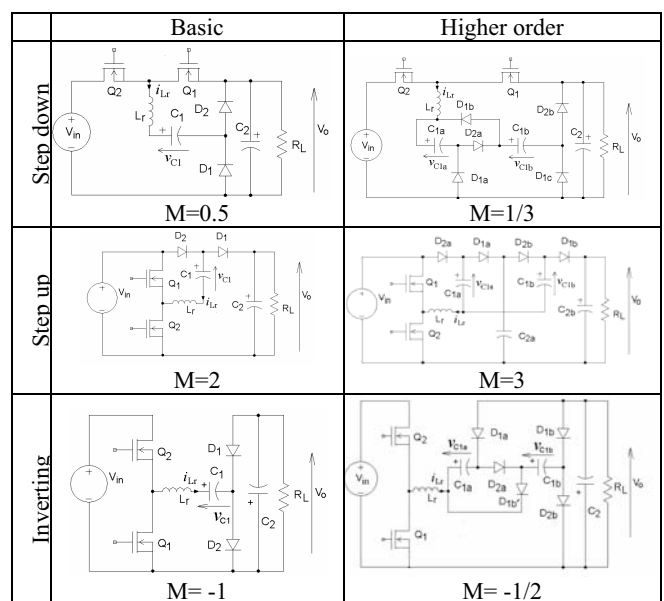 Basic
Higher order
Step down
Q2
iLr
Q1
Lr
C1
D2
Vin
vC1
D1
C2
RL
Vo
M=0.5
Q2
iLr
Q1
Lr
D1b
D2b
C1a
D2a
C1b
C2
Vin
vC1a
vC1b
D1a
D1c
RL
Vo
M=1/3
Step up
D2
D1
Q1
C1
vC1
Vin
Lr
iLr
C2
RL
Vo
Q2
M=2
D2a
D1a
D2b
D1b
Q1
C1a
vC1a
C1b
vC1b
Vin
Lr
iLr
Q2
C2a
C2b
RL
Vo
M=3
Inverting
Q2
D1
Vin
iLr
C1
Lr
vC1
C2
RL
Vo
Q1
D2
M= -1
Q2
vC1a
D1a
vC1b
D1b
Vin
iLr
Lr
C1a
D2a
C1b
D1b'
C2
RL
Vo
Q1
D2b
M= -1/2